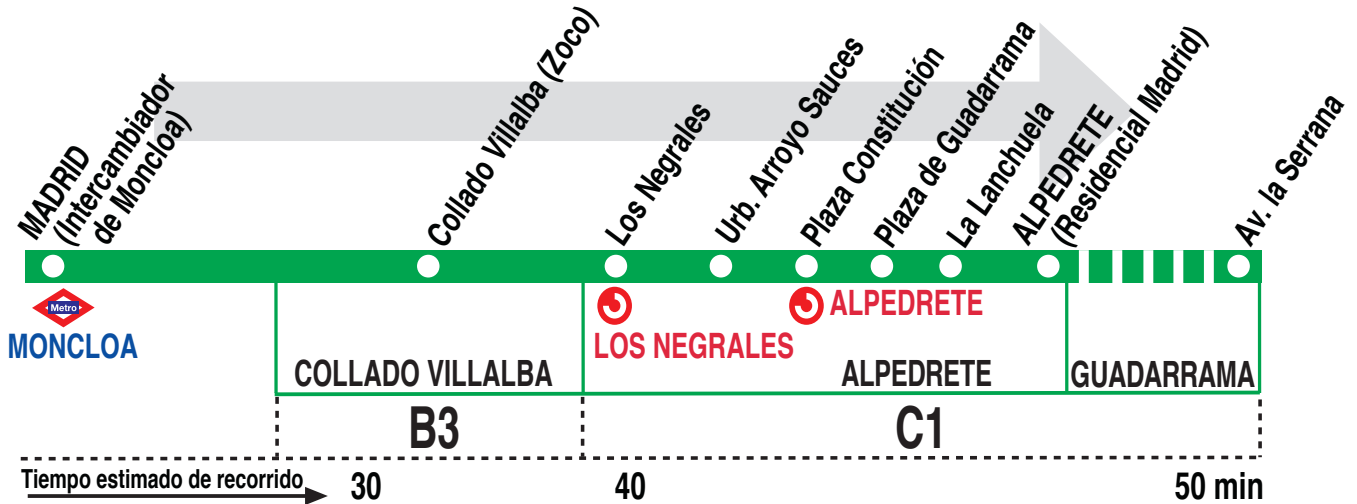 MADRID
(Intercambiador
de Moncloa)
Collado Villalba (Zoco)
Los Negrales
Urb. Arroyo Sauces
Plaza Constitución
Plaza de Guadarrama
La Lanchuela
ALPEDRETE
(Residencial Madrid)
Av. la Serrana
Metro
MONCLOA
LOS NEGRALES
ALPEDRETE
COLLADO VILLALBA
ALPEDRETE
GUADARRAMA
B3
C1
Tiempo estimado de recorrido
30
40
50 min